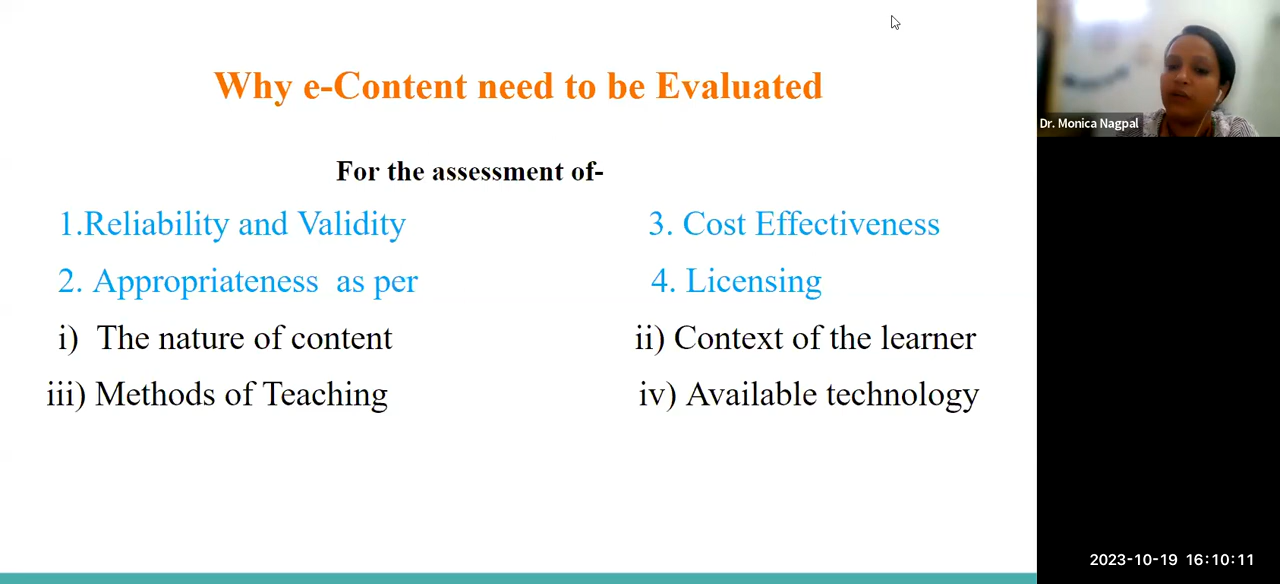 Why e-Content need to be Evaluated
Dr. Monica Nagpal
For the assessment of-
1.Reliability and Validity
3. Cost Effectiveness
2. Appropriateness as per
4. Licensing
i) The nature of content
ii) Context of the learner
iii) Methods of Teaching
iv) Available technology
2023-10-19 16:10:11